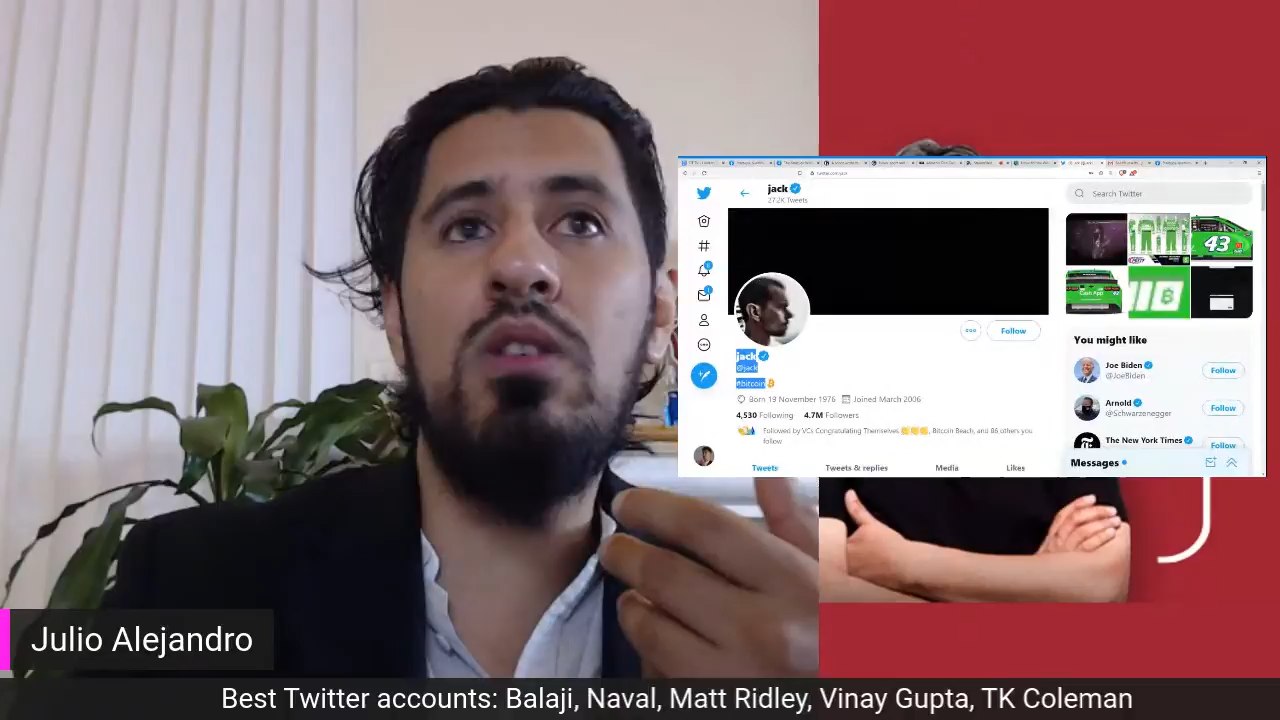 jack
27.2K Tweets
Search Twitter
43
Cash App
Follow
You might like
jack
@jack
#bitcoin
Joe Biden
@JoeBiden
Follow
Born 19 November 1976 Joined March 2006
Arnold
@Schwarzenegger
Follow
4,530 Following 4.7M Followers
Followed by VCs Congratulating Themselves, Bitcoin Beach, and 86 others you
follow
The New York Times
Follow
Messages
Tweets Tweets & replies Media Likes
Julio Alejandro
Best Twitter accounts: Balaji, Naval, Matt Ridley, Vinay Gupta, TK Coleman